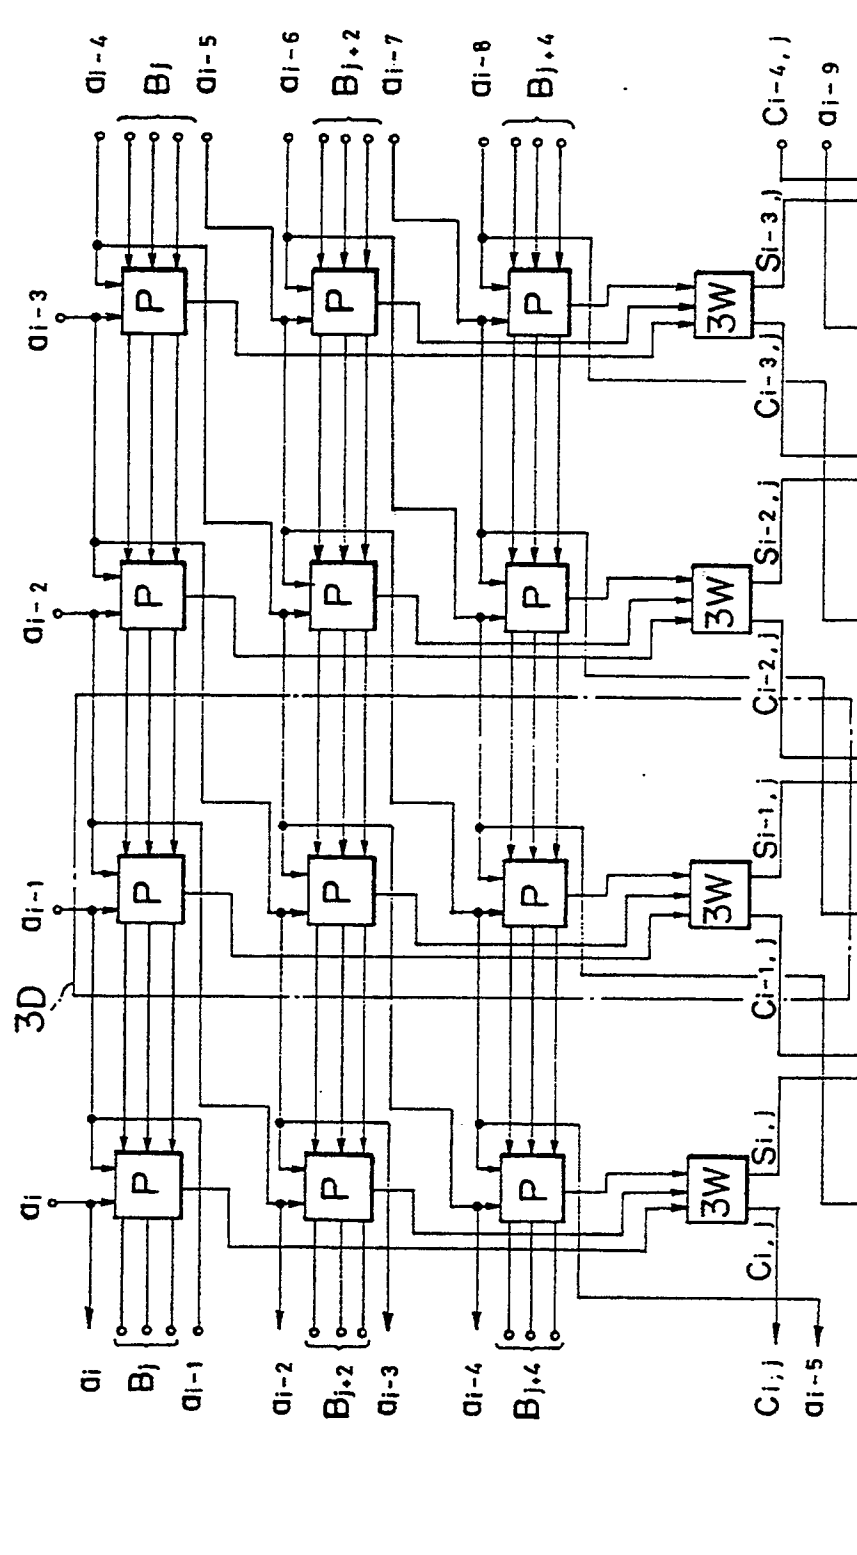 ai-4
Bj
ai-5
ai-6
Bj+2
ai-7
ai-8
Bj+4
Ci-4, j
ai-9
ai-3
P
P
P
3W
Si-3, j
Ci-3, j
ai-2
P
P
P
3W
Si-2, j
Ci-2, j
ai-1
P
P
P
3W
Si-1, j
Ci-1, j
3D
ai
P
P
P
3W
Si, j
Ci, j
ai
Bj
ai-1
ai-2
Bj+2
ai-3
ai-4
Bj+4
Ci, j
ai-5